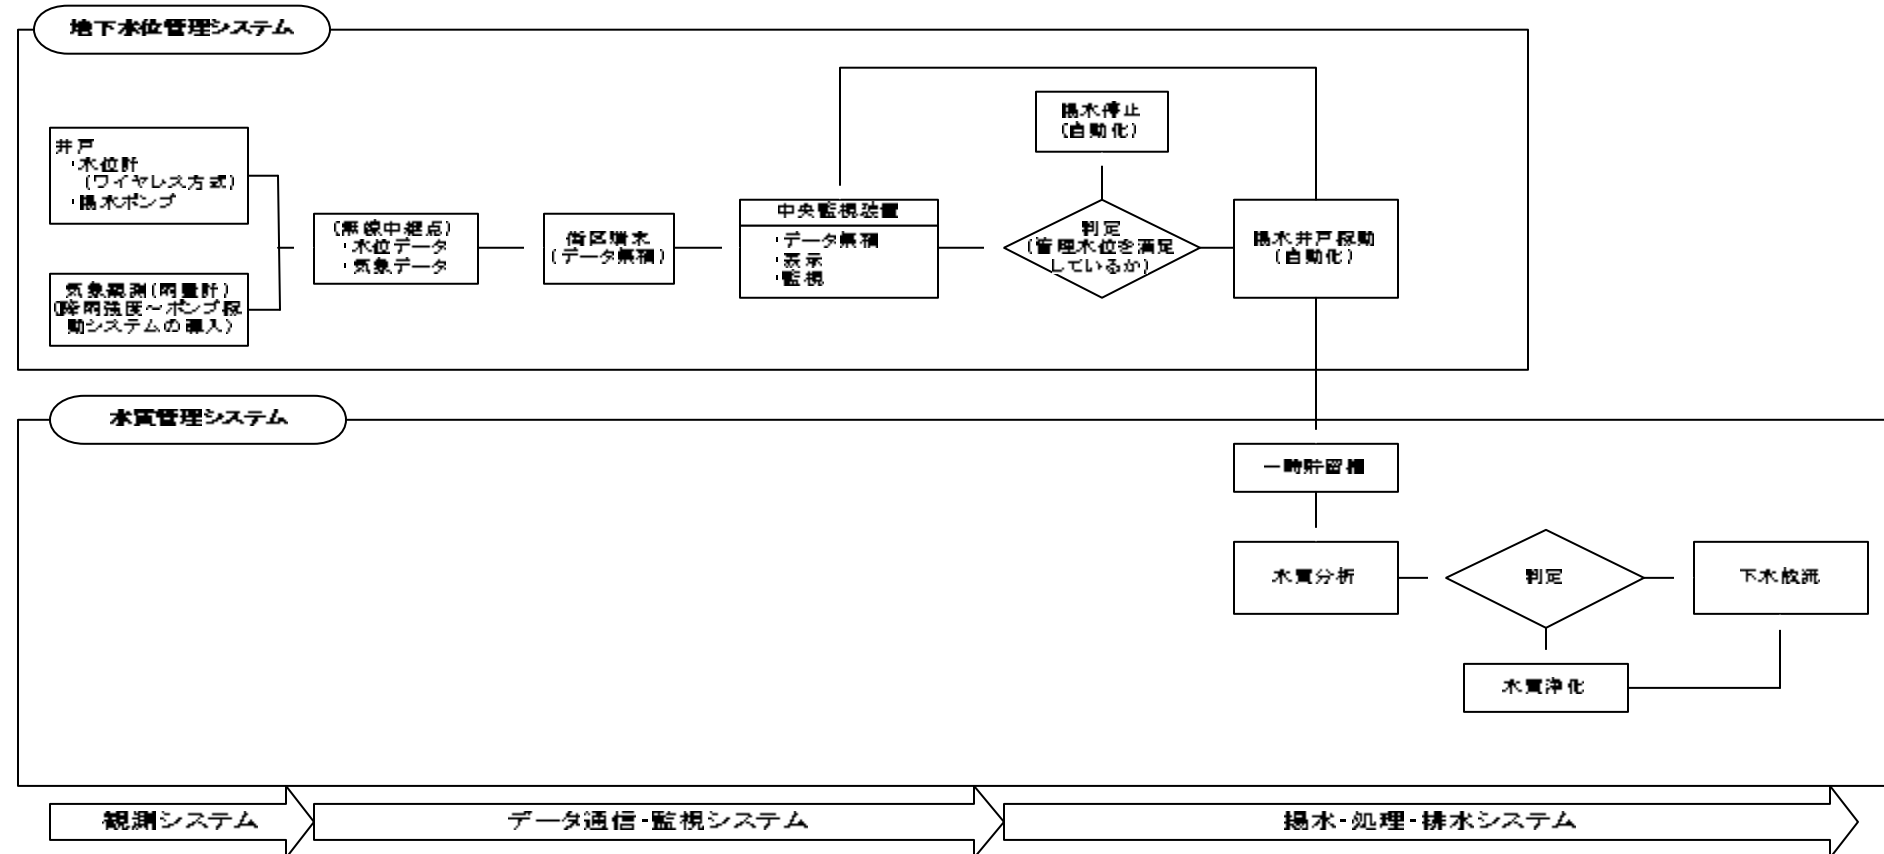 地下水位管理システム
井戸
・水位計
(ワイヤレス方式)
・揚水ポンプ
気象観測(雨量計)
(降雨強度～ポンプ稼
動システムの導入)
(無線中継点)
・水位データ
・気象データ
街区端末
(データ集積)
中央監視装置
・データ集積
・表示
・監視
揚水停止
(自動化)
判定
(管理水位を満足
しているか)
揚水井戸稼動
(自動化)
水質管理システム
一時貯留槽
水質分析
判定
下水放流
水質浄化
観測システム
データ通信・監視システム
揚水・処理・排水システム